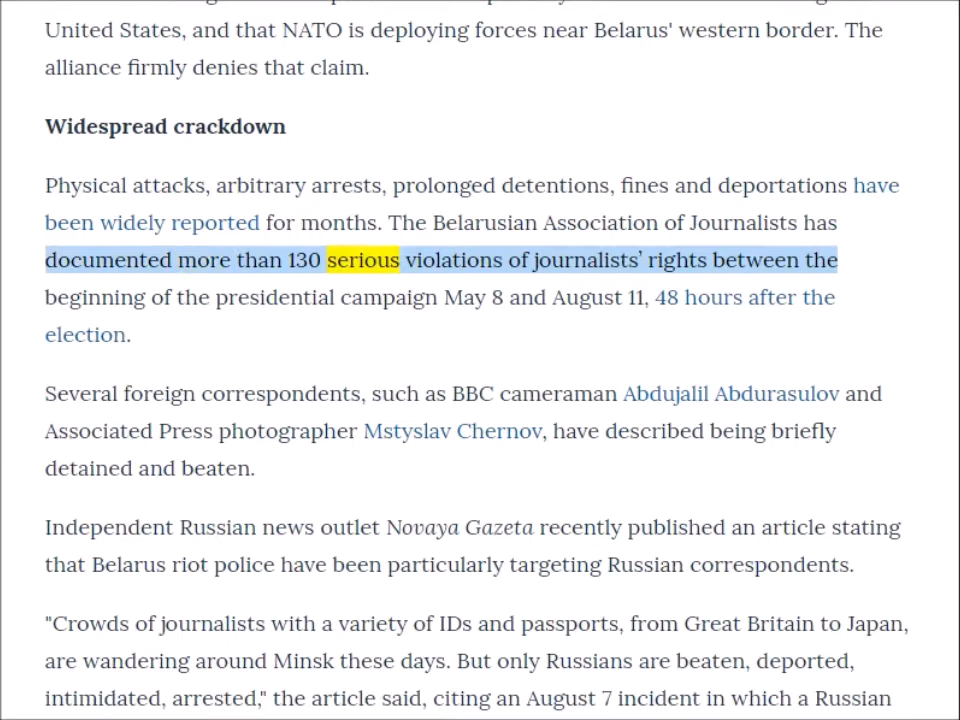 United States, and that NATO is deploying forces near Belarus' western border. The
alliance firmly denies that claim.
Widespread crackdown
Physical attacks, arbitrary arrests, prolonged detentions, fines and deportations have
been widely reported for months. The Belarusian Association of Journalists has
documented more than 130 serious violations of journalists’ rights between the
beginning of the presidential campaign May 8 and August 11, 48 hours after the
election.
Several foreign correspondents, such as BBC cameraman Abdujalil Abdurasulov and
Associated Press photographer Mstyslav Chernov, have described being briefly
detained and beaten.
Independent Russian news outlet Novaya Gazeta recently published an article stating
that Belarus riot police have been particularly targeting Russian correspondents.
"Crowds of journalists with a variety of IDs and passports, from Great Britain to Japan,
are wandering around Minsk these days. But only Russians are beaten, deported,
intimidated, arrested," the article said, citing an August 7 incident in which a Russian